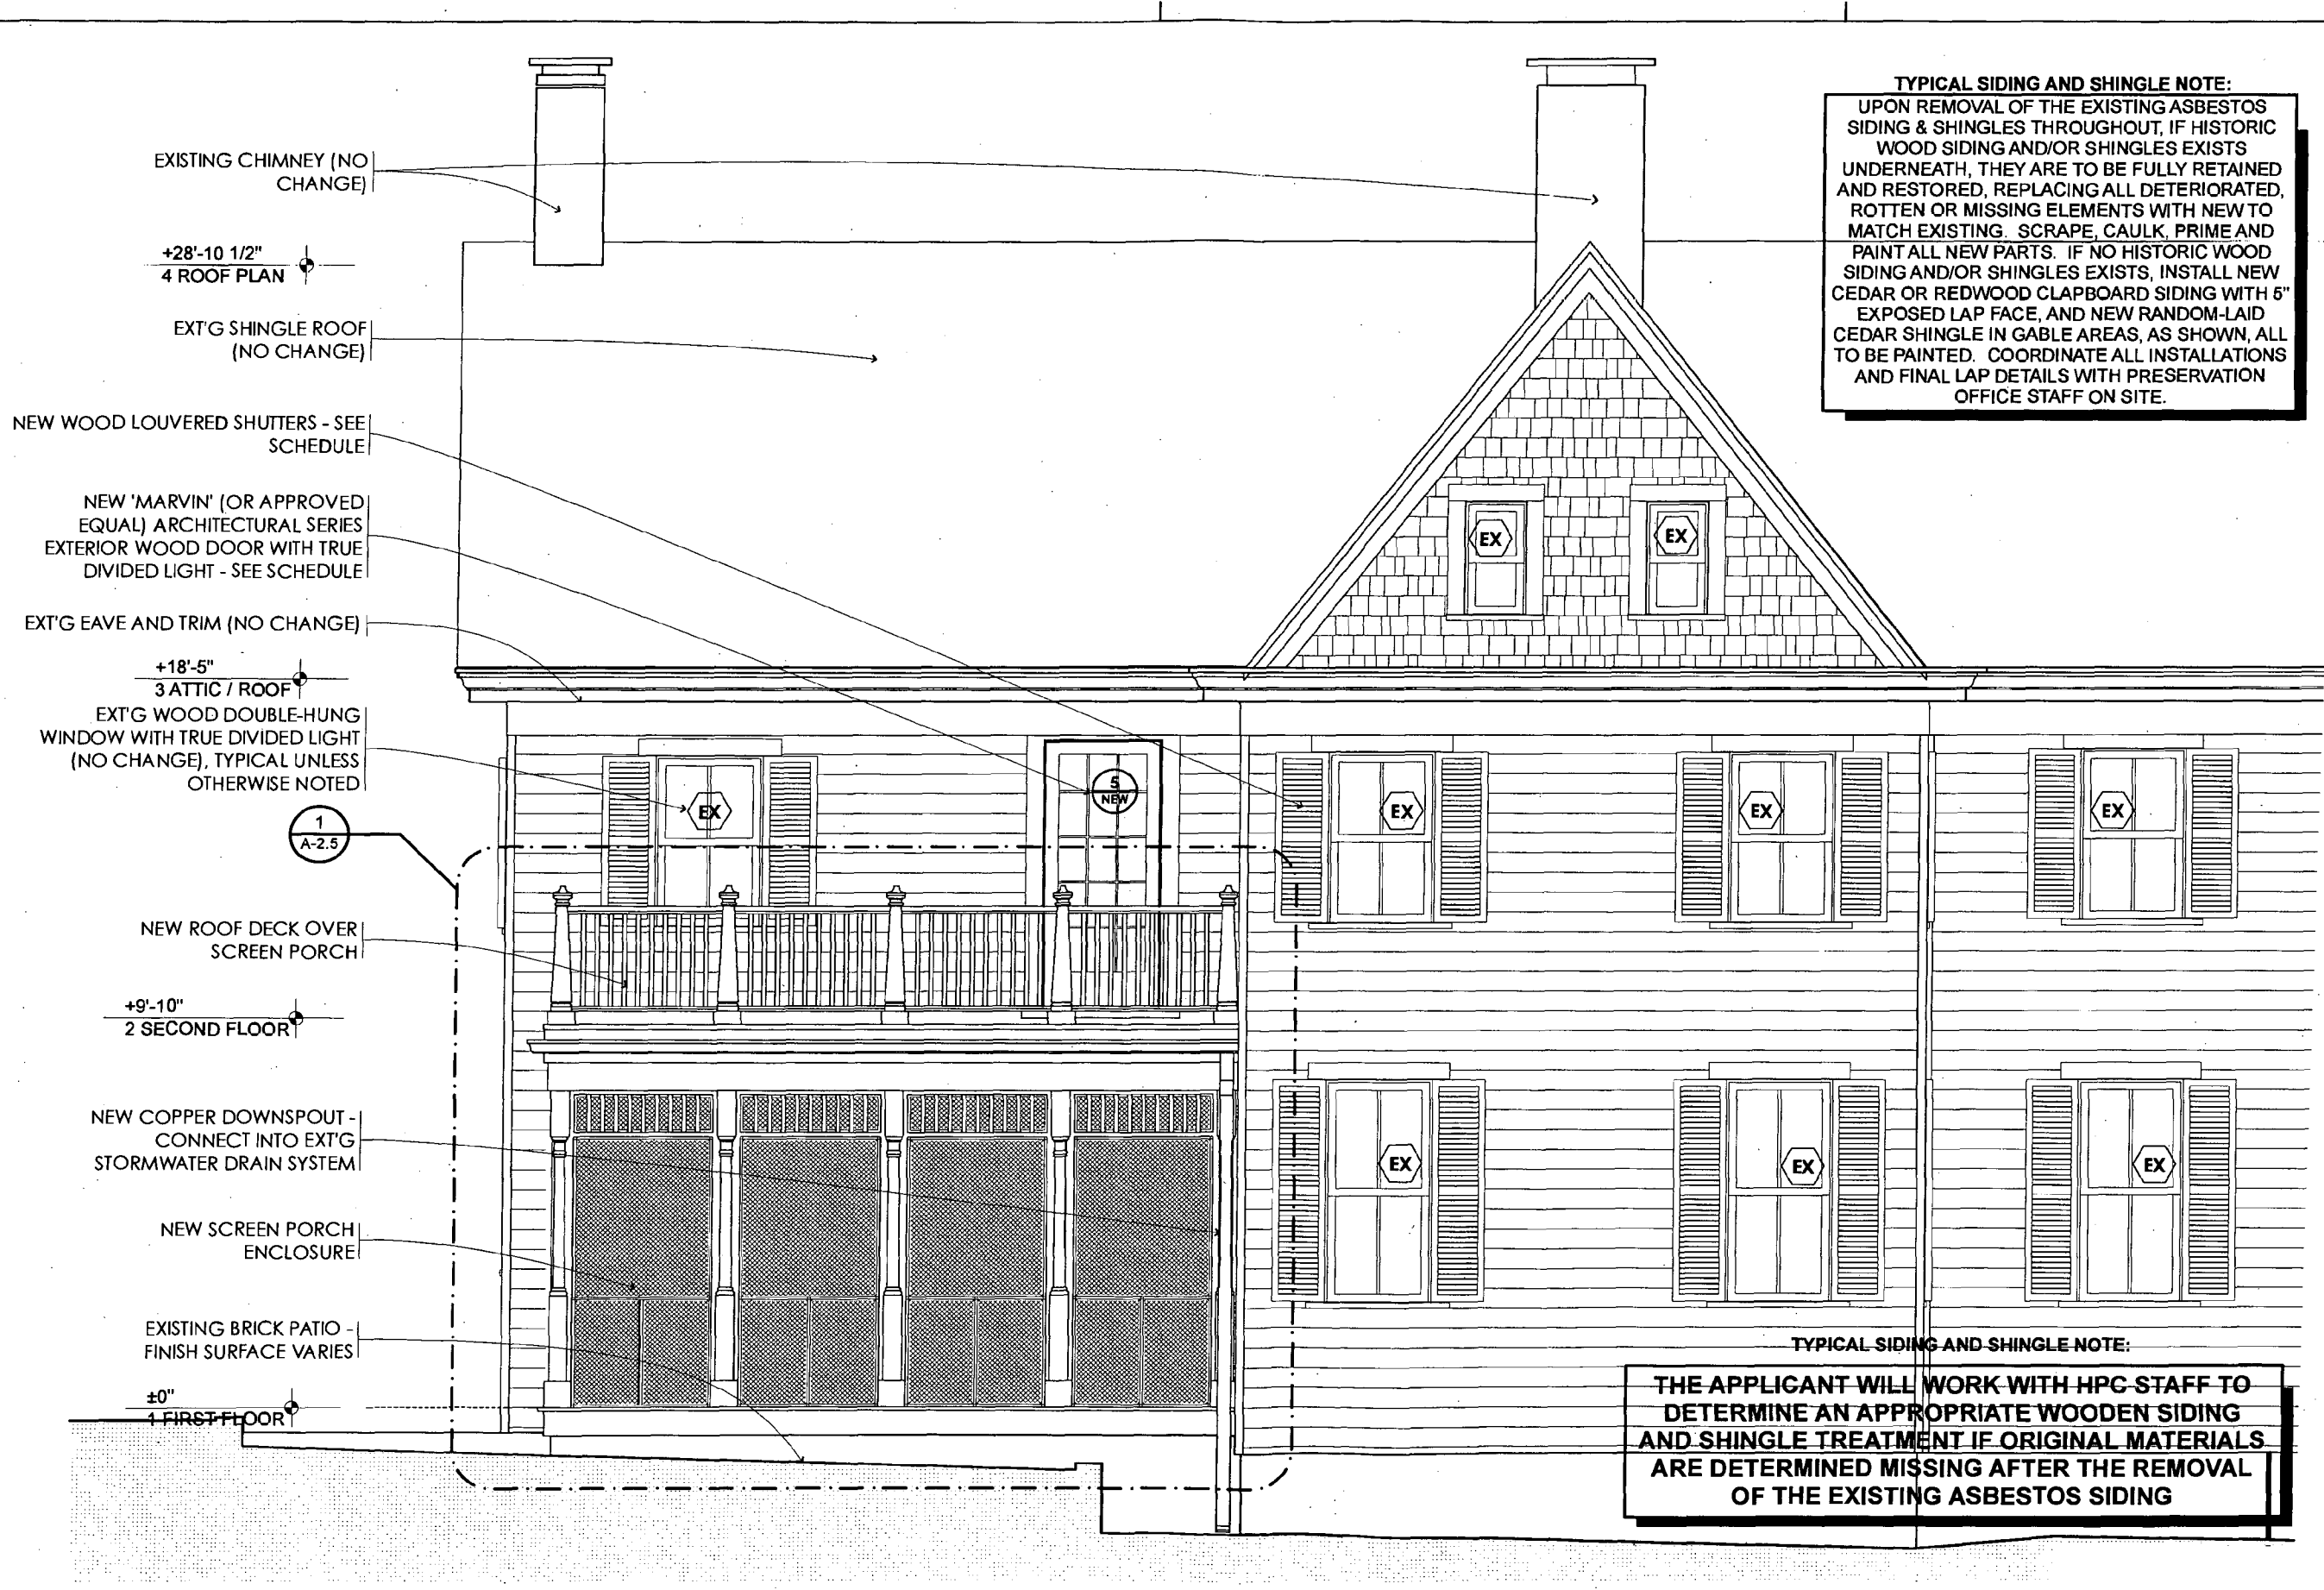 TYPICAL SIDING AND SHINGLE NOTE:
UPON REMOVAL OF THE EXISTING ASBESTOS
SIDING & SHINGLES THROUGHOUT, IF HISTORIC
WOOD SIDING AND/OR SHINGLES EXISTS
UNDERNEATH, THEY ARE TO BE FULLY RETAINED
AND RESTORED, REPLACING ALL DETERIORATED,
ROTTEN OR MISSING ELEMENTS WITH NEW TO
MATCH EXISTING. SCRAPE, CAULK, PRIME AND
PAINT ALL NEW PARTS. IF NO HISTORIC WOOD
SIDING AND/OR SHINGLES EXISTS, INSTALL NEW
CEDAR OR REDWOOD CLAPBOARD SIDING WITH 5"
EXPOSED LAP FACE, AND NEW RANDOM-LAID
CEDAR SHINGLE IN GABLE AREAS, AS SHOWN, ALL
TO BE PAINTED. COORDINATE ALL INSTALLATIONS
AND FINAL LAP DETAILS WITH PRESERVATION
OFFICE STAFF ON SITE.
EXISTING CHIMNEY (NO
CHANGE)
+28'-10 1/2"
4 ROOF PLAN
EXT'G SHINGLE ROOF
(NO CHANGE)
NEW WOOD LOUVERED SHUTTERS - SEE
SCHEDULE
NEW 'MARVIN' (OR APPROVED
EQUAL) ARCHITECTURAL SERIES
EXTERIOR WOOD DOOR WITH TRUE
DIVIDED LIGHT - SEE SCHEDULE
EX
EX
EXT'G EAVE AND TRIM (NO CHANGE)
+18'-5"
3 ATTIC / ROOF
EXT'G WOOD DOUBLE-HUNG
WINDOW WITH TRUE DIVIDED LIGHT
(NO CHANGE), TYPICAL UNLESS
OTHERWISE NOTED
EX
5
NEW
EX
EX
EX
1
A-2.5
NEW ROOF DECK OVER
SCREEN PORCH
+9'-10"
2 SECOND FLOOR
NEW COPPER DOWNSPOUT -
CONNECT INTO EXT'G
STORMWATER DRAIN SYSTEM
EX
EX
EX
NEW SCREEN PORCH
ENCLOSURE
EXISTING BRICK PATIO -
FINISH SURFACE VARIES
±0"
1 FIRST FLOOR
TYPICAL SIDING AND SHINGLE NOTE:
THE APPLICANT WILL WORK WITH HPC STAFF TO
DETERMINE AN APPROPRIATE WOODEN SIDING
AND SHINGLE TREATMENT IF ORIGINAL MATERIALS
ARE DETERMINED MISSING AFTER THE REMOVAL
OF THE EXISTING ASBESTOS SIDING